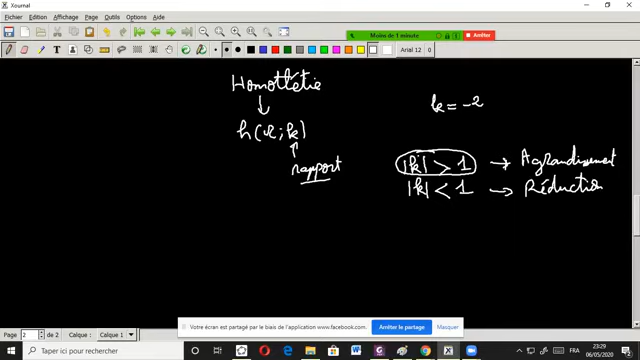 Xournal
Fichier Edition Affichage Page Outils Options Aide
Moins de 1 minute Arrêter
Arial 12
Homothétie
h(Ω; k)
rapport
k = -2
|k| > 1 → Agrandissement
|k| < 1 → Réduction
Page 2 de 2 Calque : Calque 1
Votre écran est partagé par le biais de l'application www.facebook.com. Arrêter le partage Masquer
Taper ici pour rechercher
FRA
23:29
06/05/2020